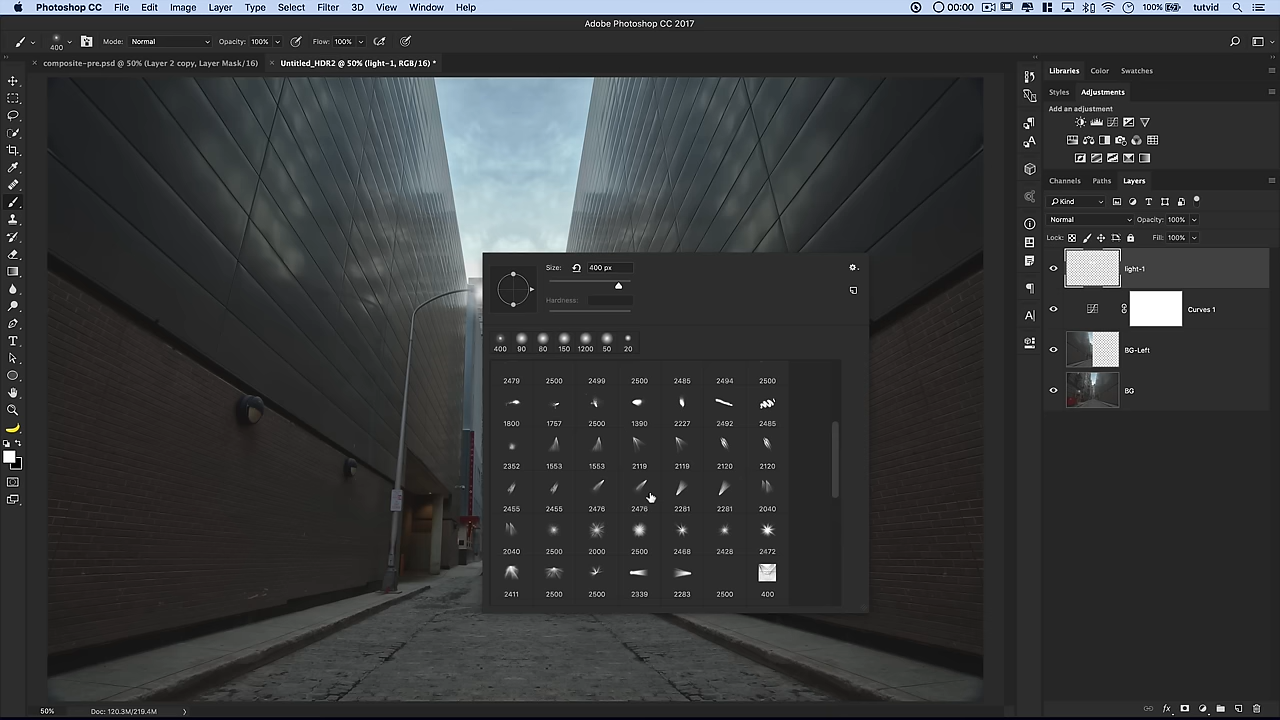 Photoshop CC File Edit Image Layer Type Select Filter 3D View Window Help 00:00 100% tutvid
Adobe Photoshop CC 2017
400 Mode: Normal Opacity: 100% Flow: 100%
composite-pre.psd @ 50% (Layer 2 copy, Layer Mask/16) Untitled_HDR2 @ 50% (light-1, RGB/16) *
Libraries Color Swatches
Styles Adjustments
Add an adjustment
Channels Paths Layers
Kind
Normal Opacity: 100%
Lock: Fill: 100%
light-1
Curves 1
BG-Left
BG
Size: 400 px
Hardness:
400 90 80 150 1200 50 20
2479 2500 2499 2500 2485 2494 2500
1800 1757 2500 1390 2227 2492 2485
2352 1553 1553 2119 2119 2120 2120
2455 2455 2476 2476 2281 2281 2040
2040 2500 2000 2500 2468 2428 2472
2411 2500 2500 2339 2283 2500 400
50% Doc: 120.3M/219.4M